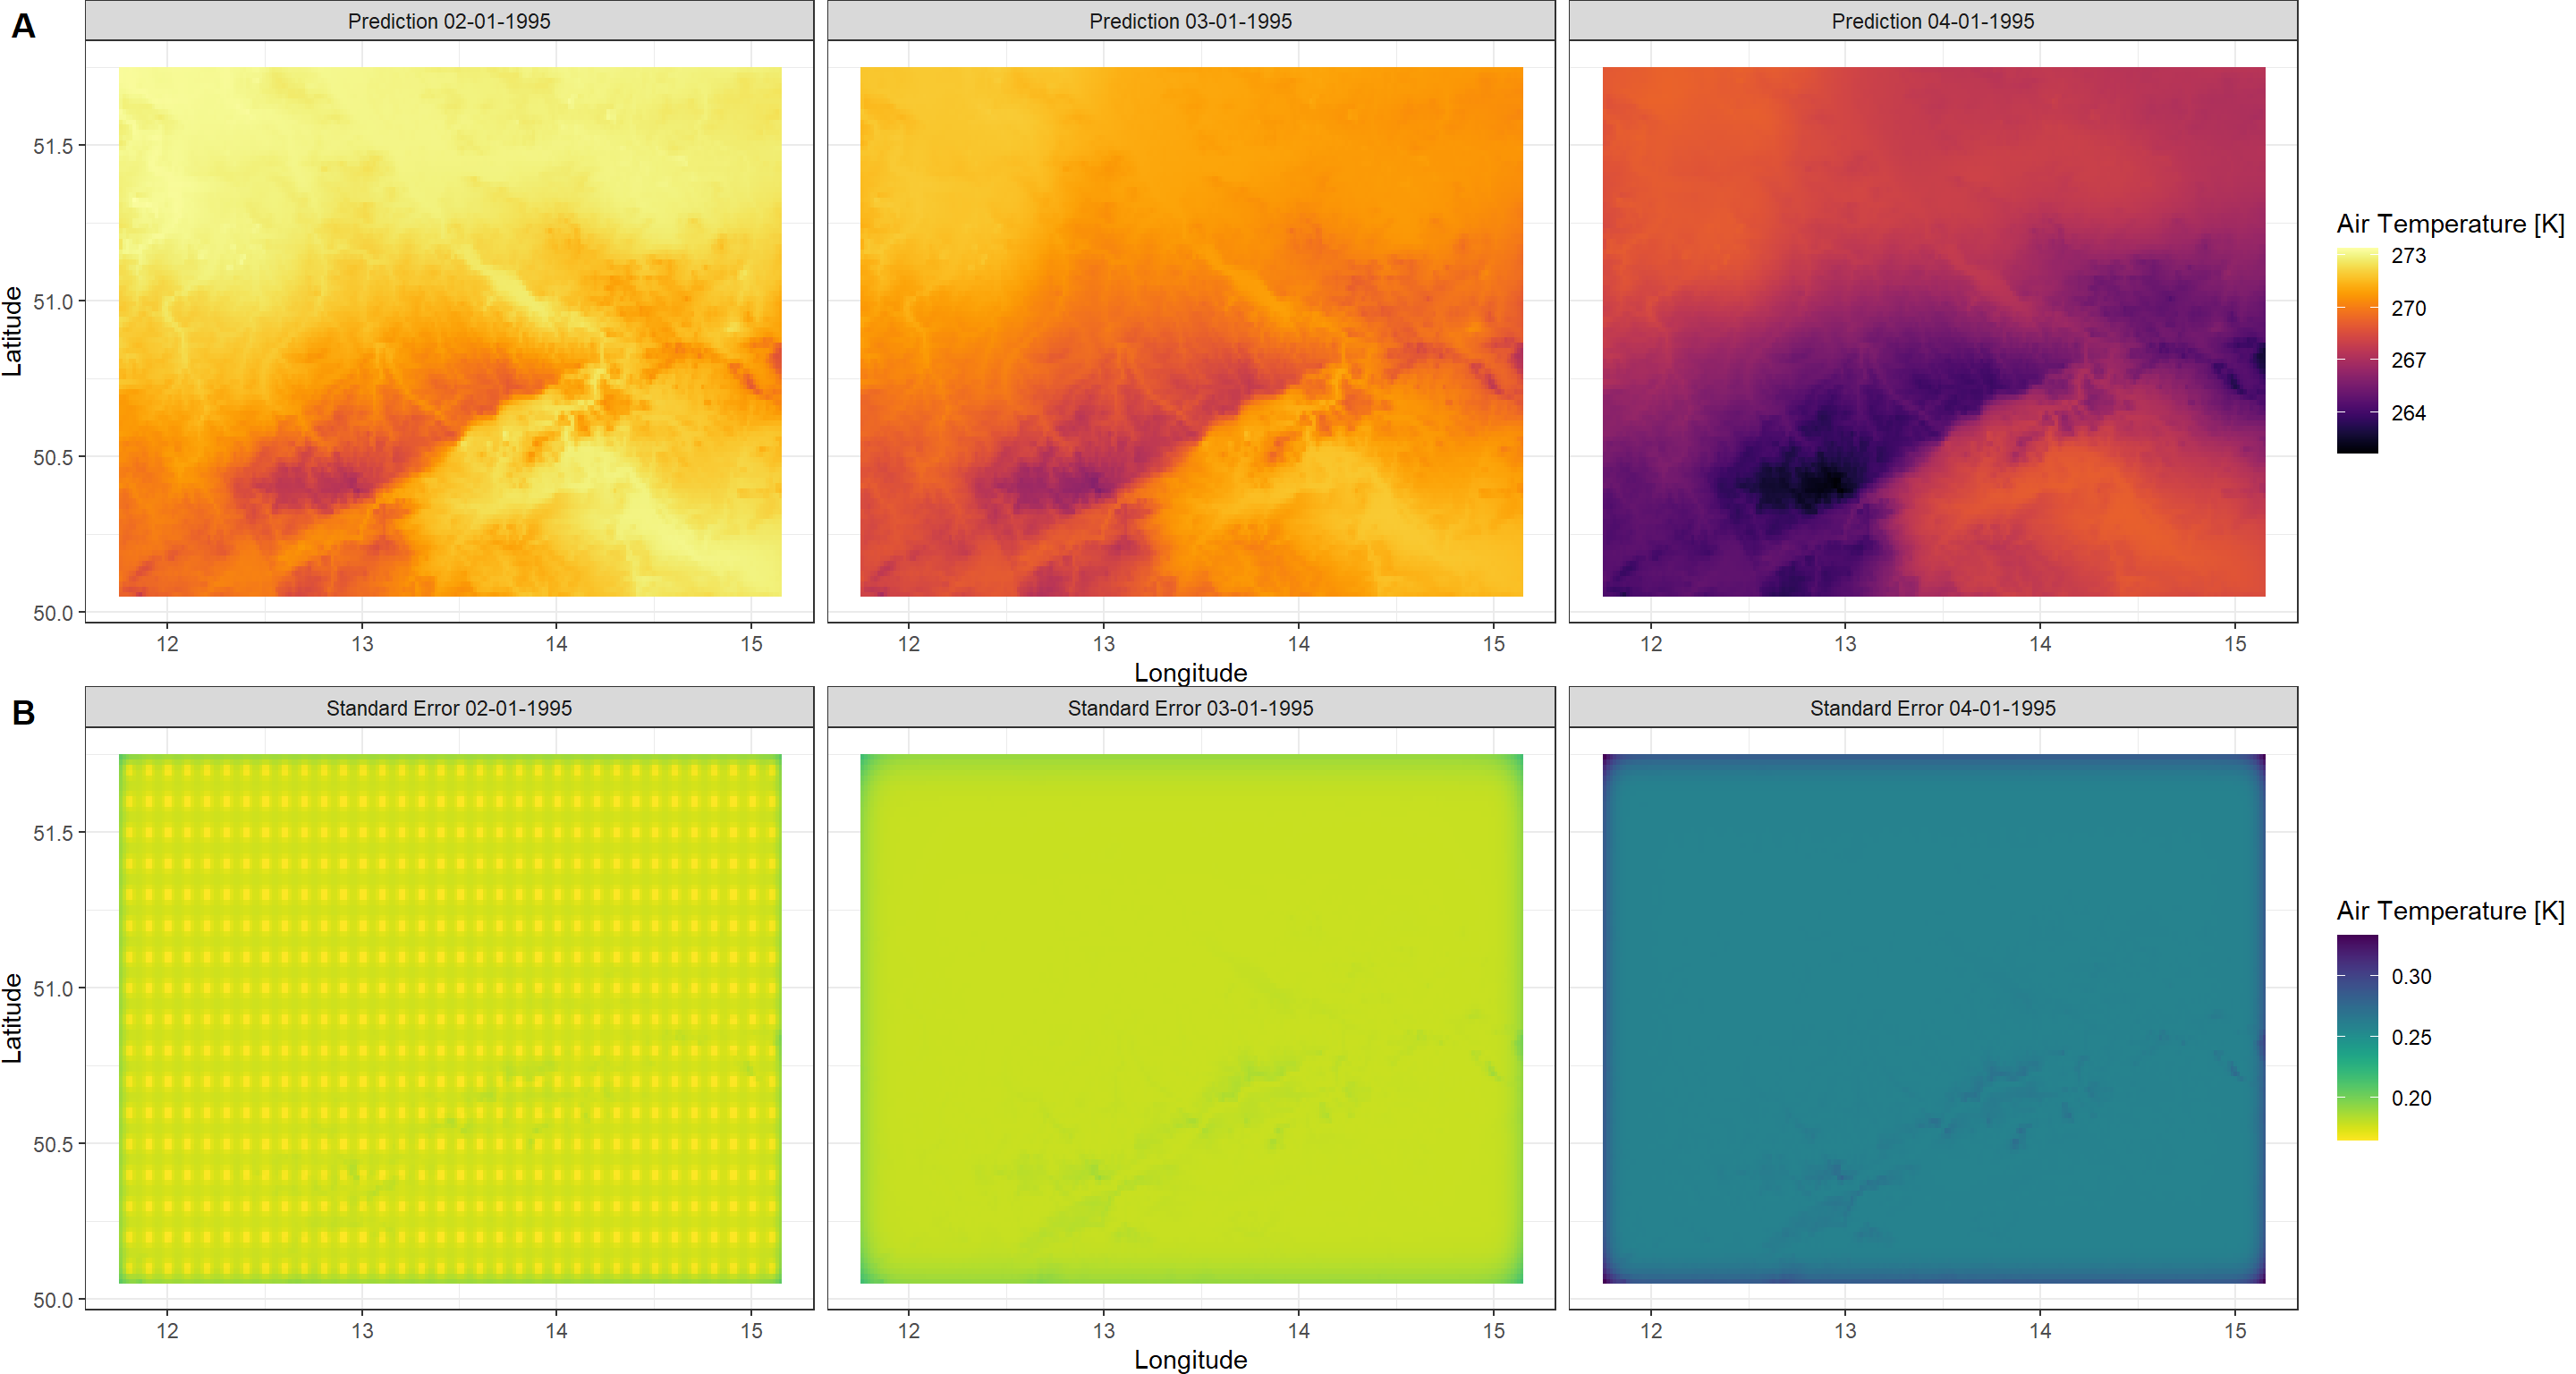 A
Prediction 02-01-1995
Prediction 03-01-1995
Prediction 04-01-1995
Latitude
51.5
51.0
50.5
50.0
12 13 14 15
12 13 14 15
12 13 14 15
Longitude
Air Temperature [K]
273
270
267
264
B
Standard Error 02-01-1995
Standard Error 03-01-1995
Standard Error 04-01-1995
Latitude
51.5
51.0
50.5
50.0
12 13 14 15
12 13 14 15
12 13 14 15
Longitude
Air Temperature [K]
0.30
0.25
0.20